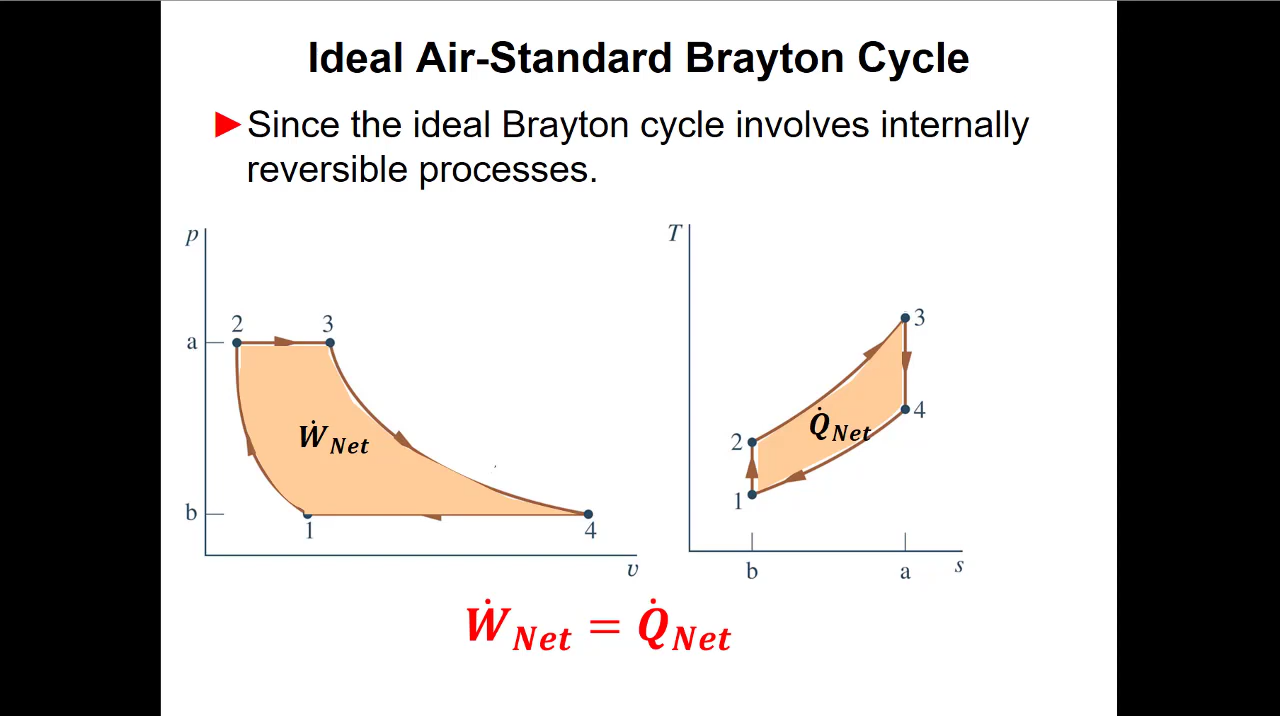 Ideal Air-Standard Brayton Cycle
►Since the ideal Brayton cycle involves internally
reversible processes.
p
2
3
a
Ẇ_Net
b
1
4
v
T
3
4
Q̇_Net
2
1
b
a
s
Ẇ_Net = Q̇_Net